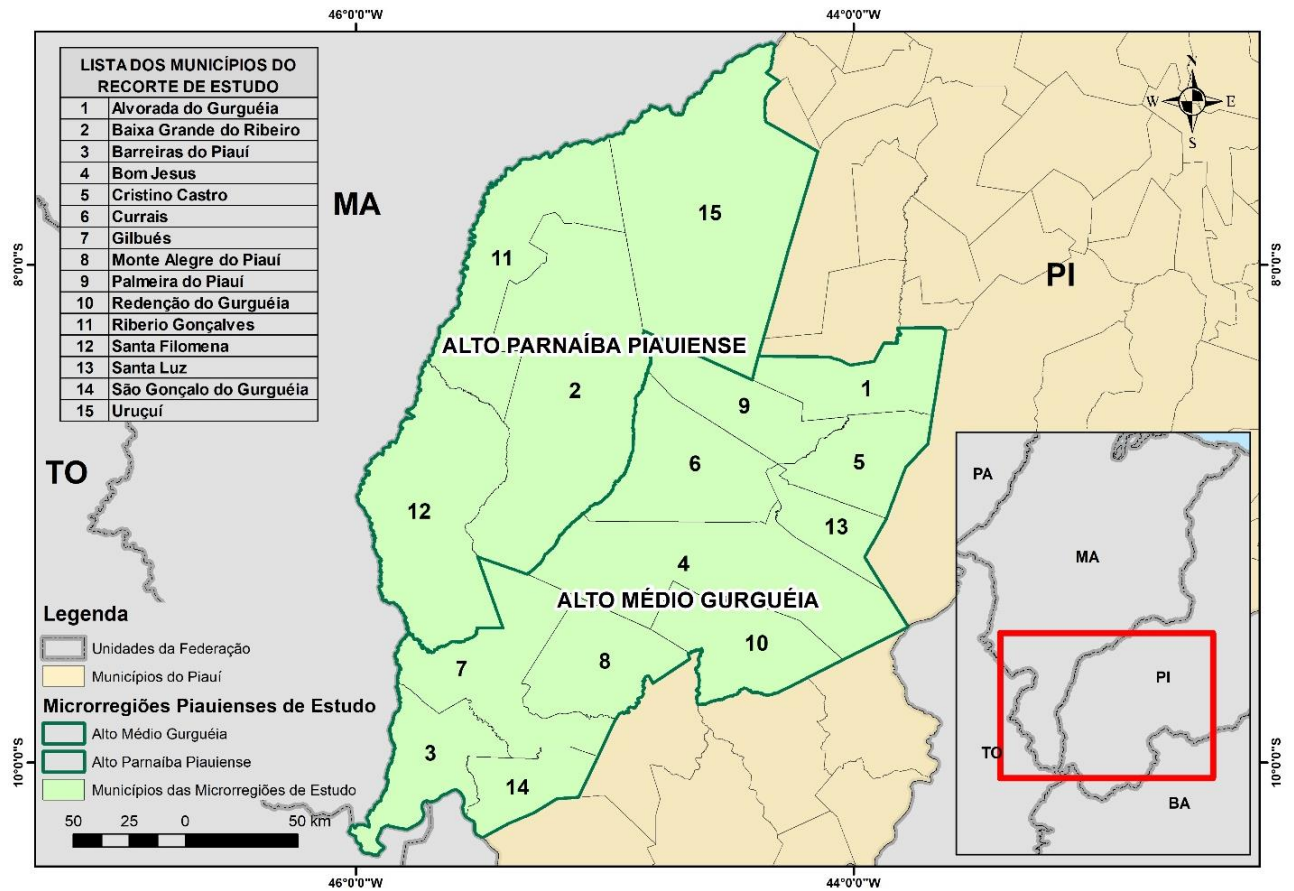 46°0'0"W 44°0'0"W
LISTA DOS MUNICÍPIOS DO
RECORTE DE ESTUDO
1 Alvorada do Gurguéia
2 Baixa Grande do Ribeiro
3 Barreiras do Piauí
4 Bom Jesus
5 Cristino Castro
6 Currais
7 Gilbués
8 Monte Alegre do Piauí
9 Palmeira do Piauí
10 Redenção do Gurguéia
11 Riberio Gonçalves
12 Santa Filomena
13 Santa Luz
14 São Gonçalo do Gurguéia
15 Uruçuí
N
W E
S
MA
15
11
8°0'0"S
PI
8°0'0"S
ALTO PARNAÍBA PIAUIENSE
2
1
9
TO
6
5
12
13
4
ALTO MÉDIO GURGUÉIA
10
8
7
3
14
PA
MA
PI
TO
BA
Legenda
Unidades da Federação
Municípios do Piauí
Microrregiões Piauienses de Estudo
Alto Médio Gurguéia
Alto Parnaíba Piauiense
Municípios das Microrregiões de Estudo
50 25 0 50 km
10°0'0"S
10°0'0"S
46°0'0"W 44°0'0"W